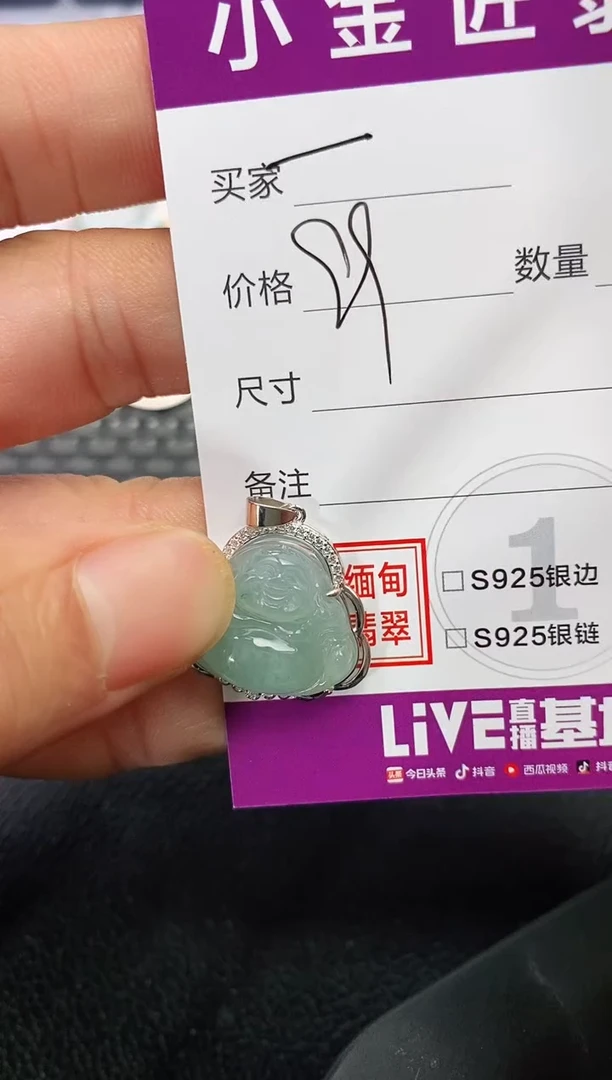 小金匠
买家
价格
数量
尺寸
备注
缅甸
翡翠
1
S925银边
S925银链
LiVE直播基
今日头条 抖音 西瓜视频